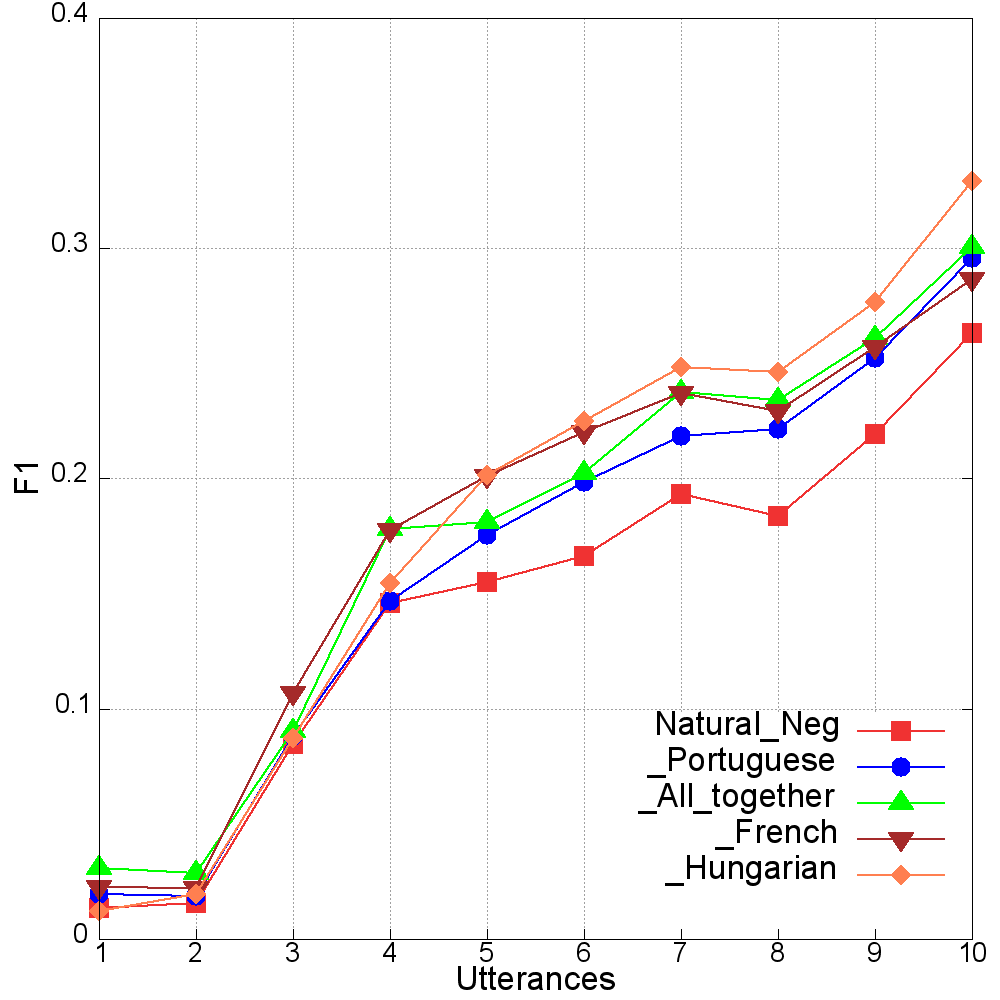 0.4
0.3
0.2
0.1
0
F1
Natural_Neg
_Portuguese
_All_together
_French
_Hungarian
1 2 3 4 5 6 7 8 9 10
Utterances